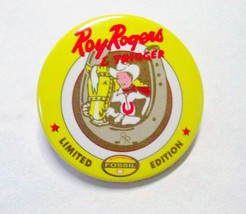 Roy Rogers
& TRIGGER
LIMITED EDITION
FOSSIL